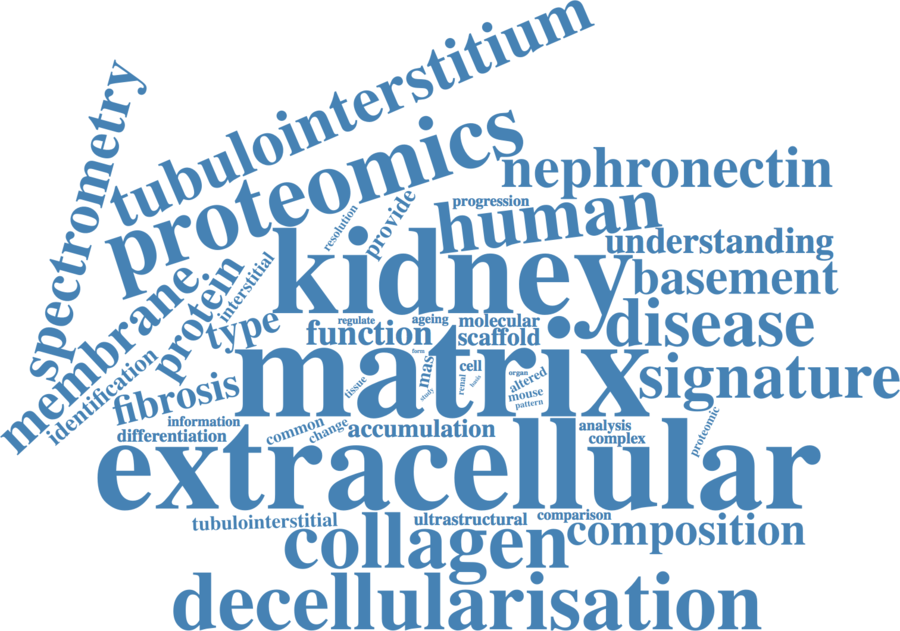 tubulointerstitium
spectrometry
proteomics
nephronectin
progression
resolution
provide
human
understanding
kidney
interstitial
protein
membrane
basement
type
disease
regulate
ageing
molecular
function
scaffold
matrix
form
mas
cell
organ
signature
identification
fibrosis
tissue
study
renal
basis
altered
mouse
pattern
information
differentiation
common
change
accumulation
analysis
complex
proteomic
extracellular
tubulointerstitial
ultrastructural
comparison
collagen
composition
decellularisation